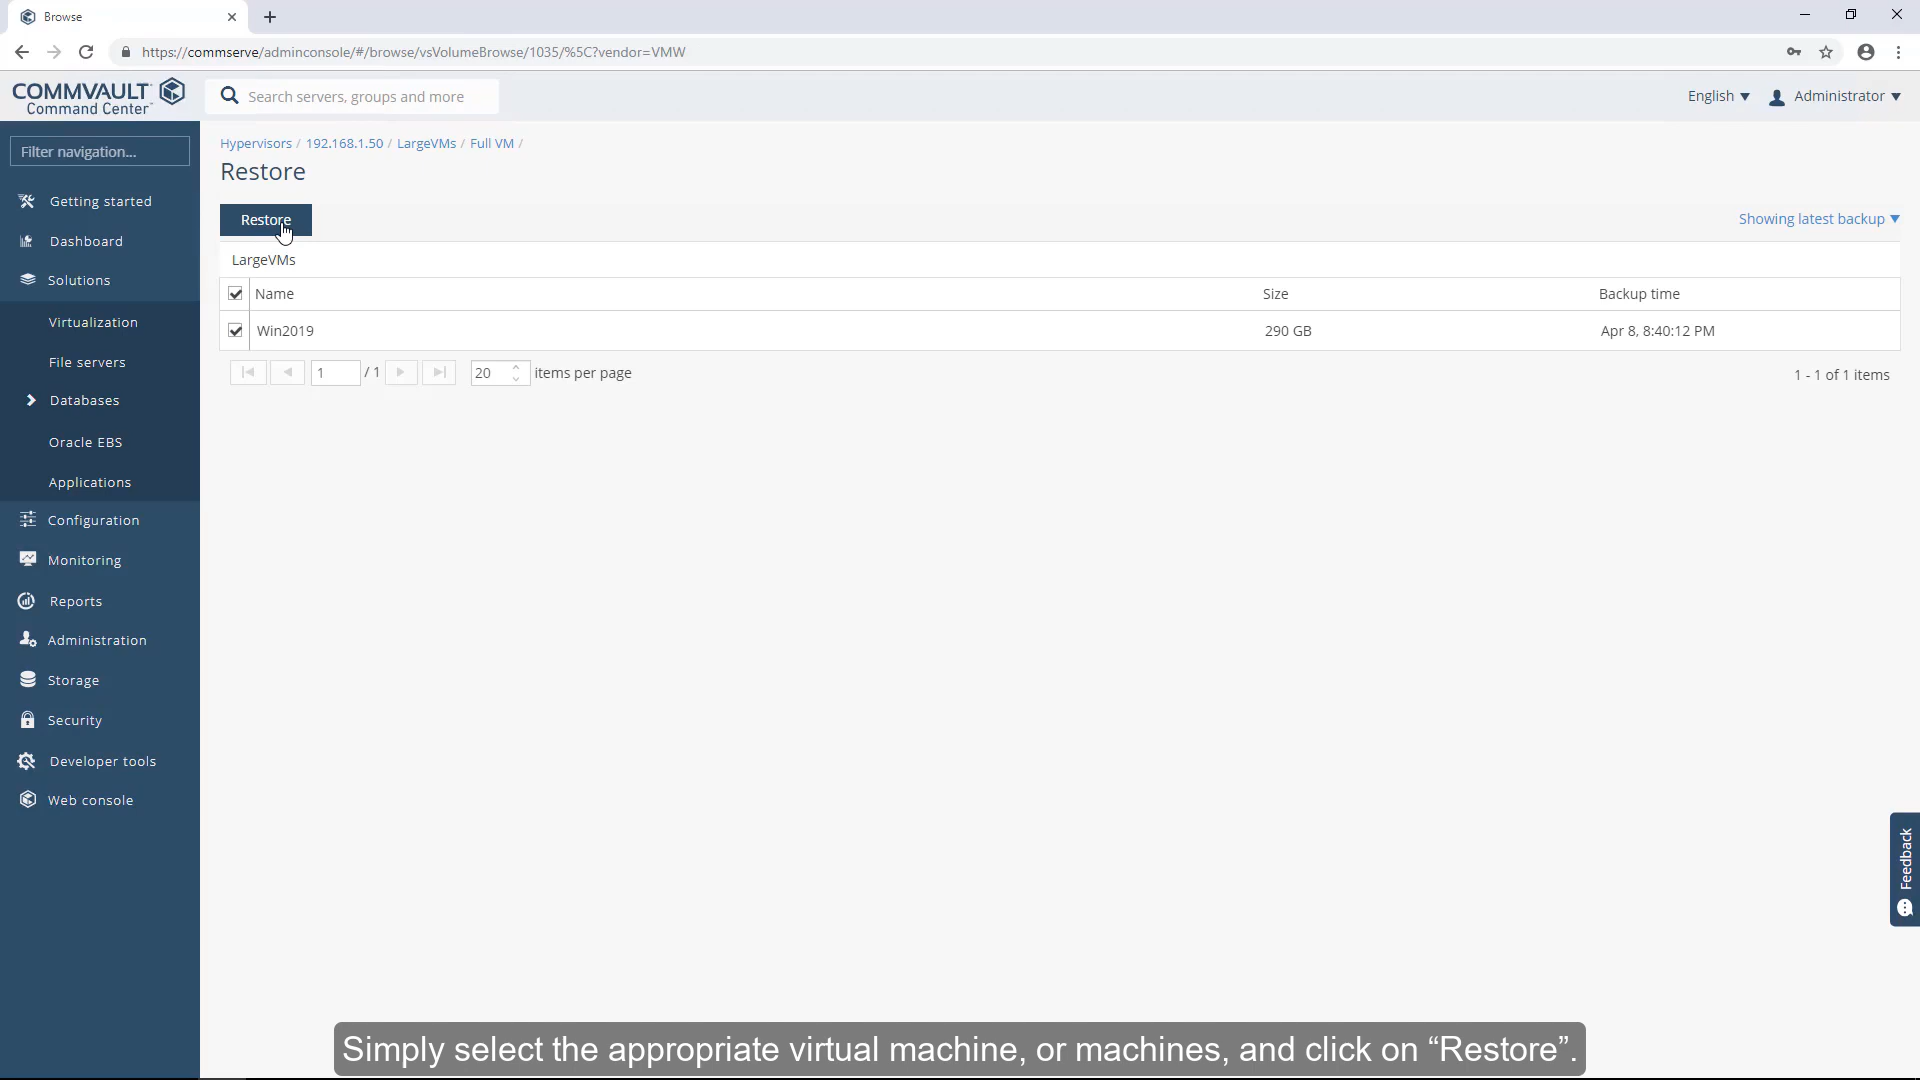 Browse
https://commserve/adminconsole/#/browse/vsVolumeBrowse/1035/%5C?vendor=VMW
COMMVAULT
Command Center™
Search servers, groups and more
English
Administrator
Filter navigation...
Hypervisors / 192.168.1.50 / LargeVMs / Full VM /
Restore
Restore
Showing latest backup
LargeVMs
Name Size Backup time
Win2019 290 GB Apr 8, 8:40:12 PM
1 / 1 20 items per page 1 - 1 of 1 items
Getting started
Dashboard
Solutions
Virtualization
File servers
Databases
Oracle EBS
Applications
Configuration
Monitoring
Reports
Administration
Storage
Security
Developer tools
Web console
Feedback
Simply select the appropriate virtual machine, or machines, and click on “Restore”.